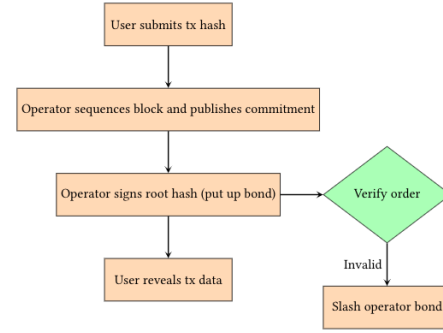 User submits tx hash
Operator sequences block and publishes commitment
Operator signs root hash (put up bond)
Verify order
User reveals tx data
Invalid
Slash operator bond